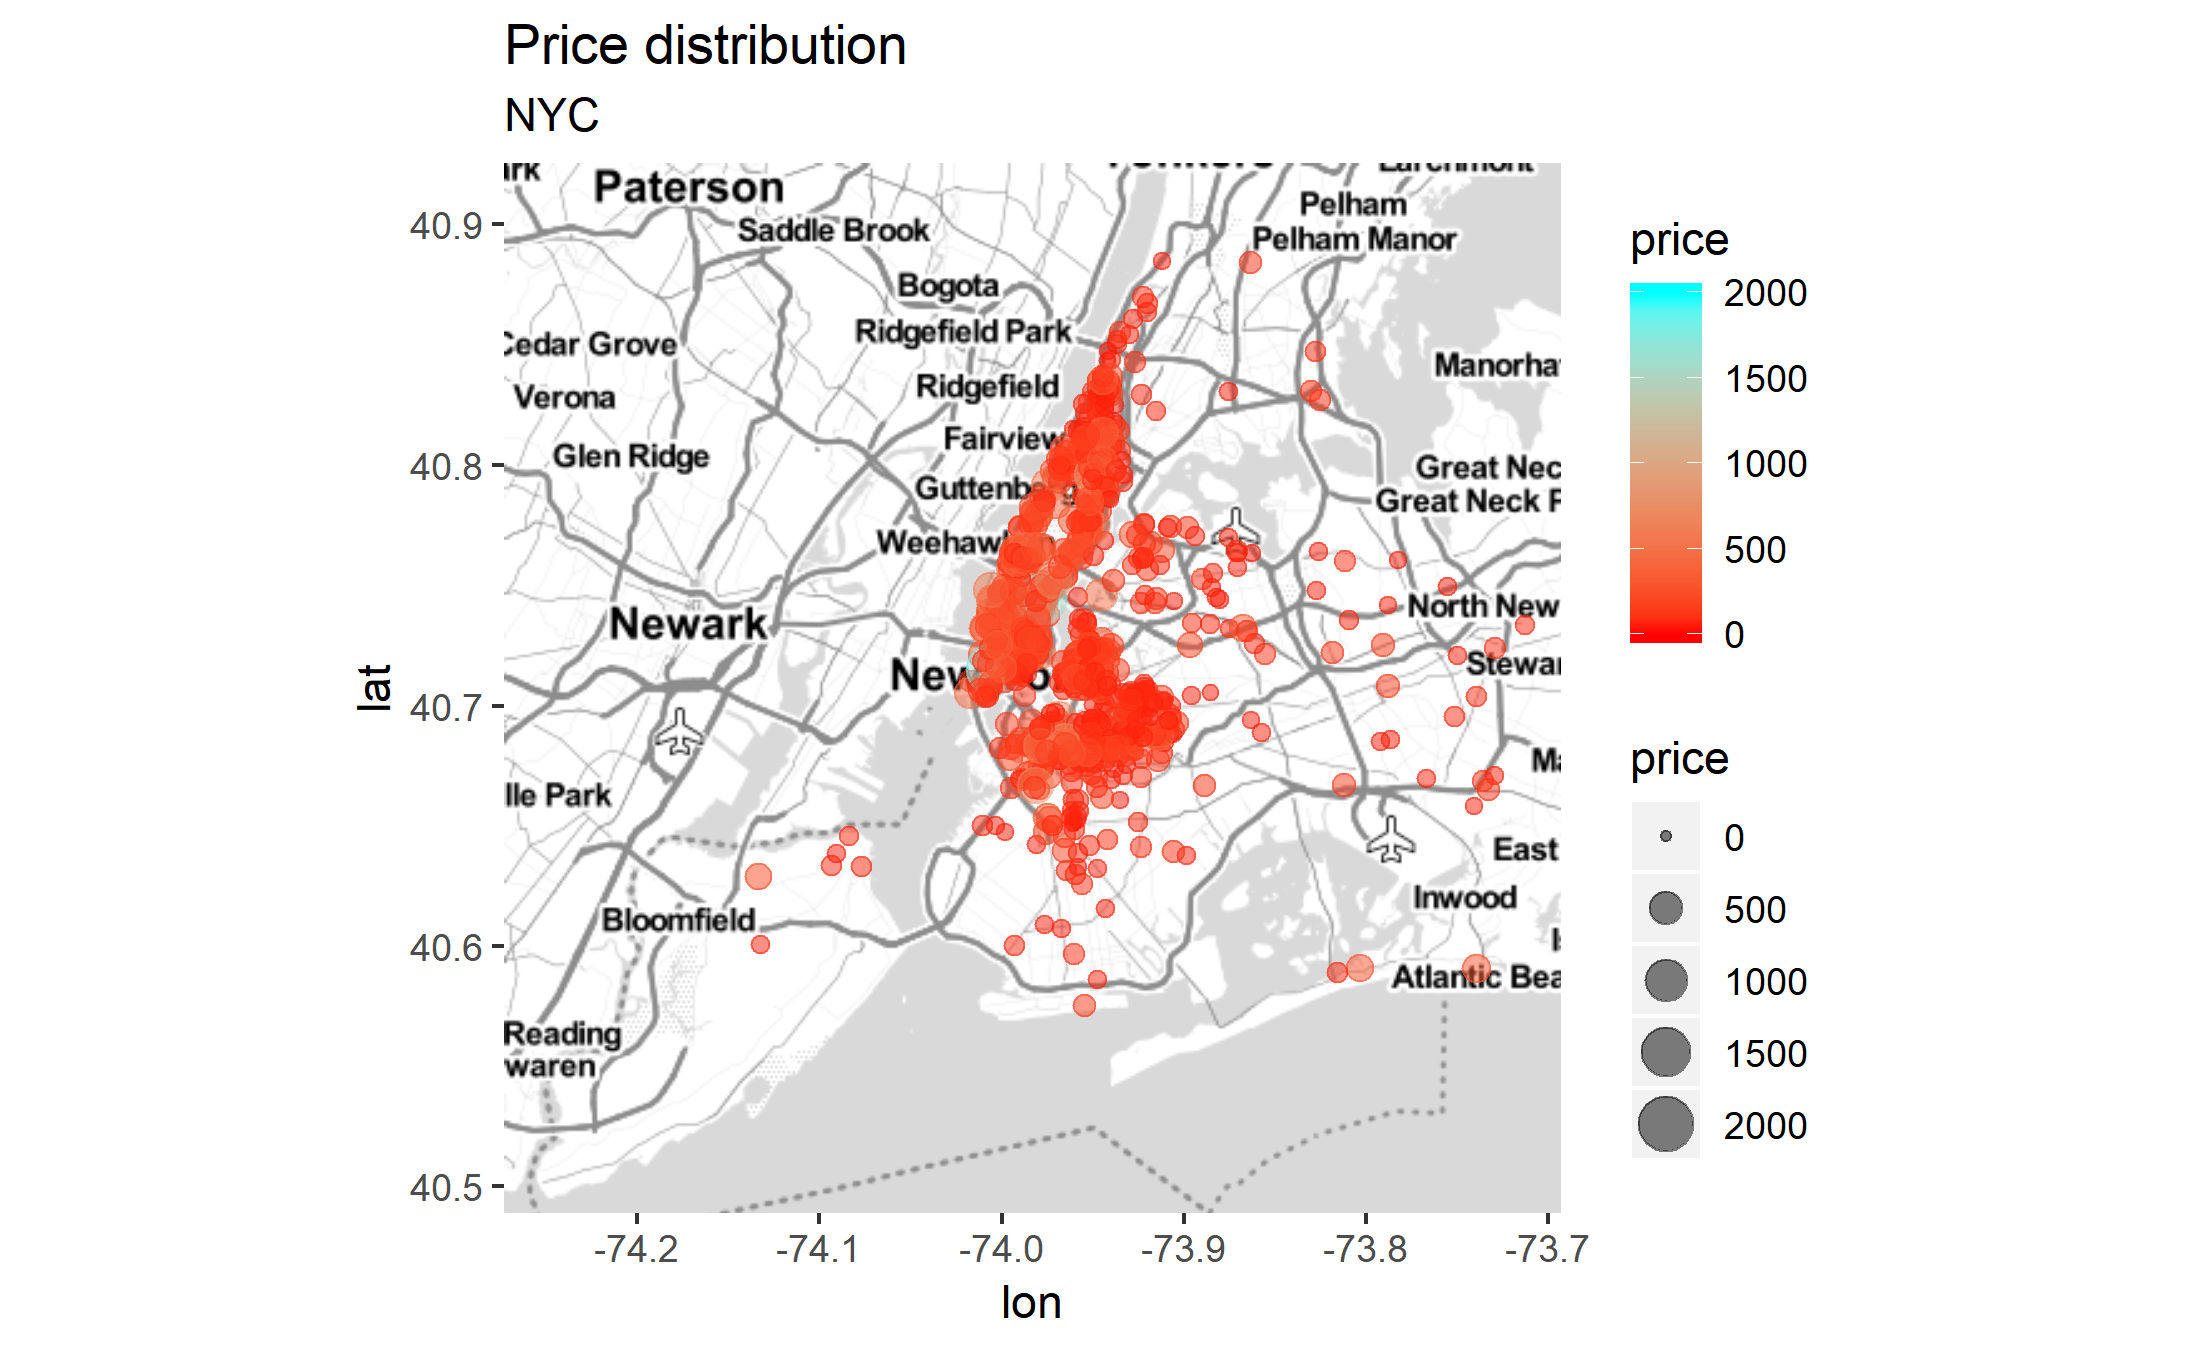 Price distribution
NYC
Paterson
Saddle Brook
Pelham
Pelham Manor
Bogota
Ridgefield Park
Cedar Grove
Manorha
Verona
Ridgefield
Glen Ridge
Fairview
Great Nec
Guttenb
Great Neck P
Weehaw
Newark
North New
New
Stewar
lle Park
East
Inwood
Bloomfield
Atlantic Bea
Reading
waren
40.9
40.8
40.7
40.6
40.5
lat
-74.2
-74.1
-74.0
-73.9
-73.8
-73.7
lon
price
2000
1500
1000
500
0
price
0
500
1000
1500
2000